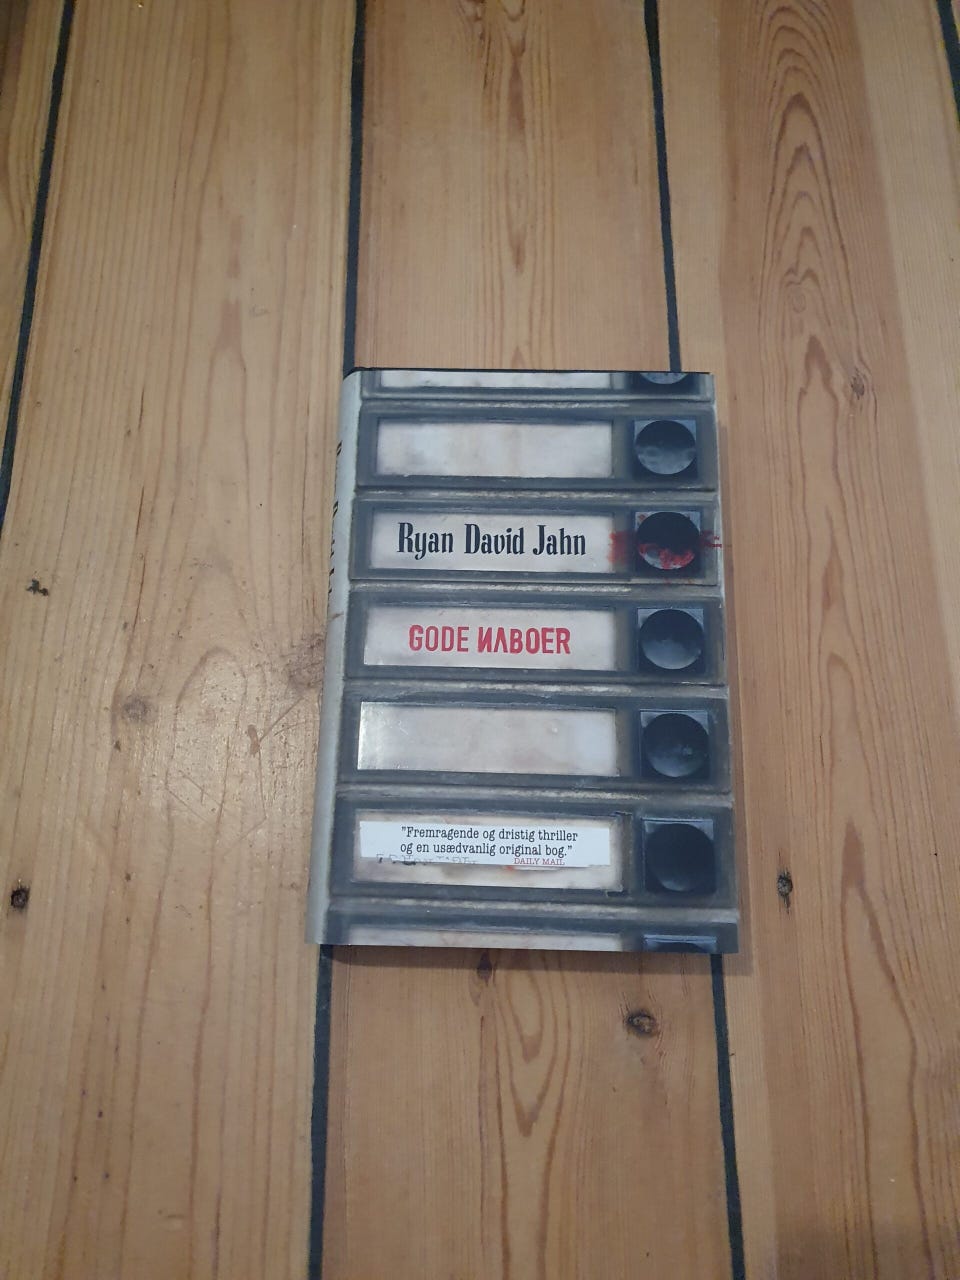 Ryan David Jahn
GODE NABOER
"Fremragende og dristig thriller
og en usædvanlig original bog."
DAILY MAIL